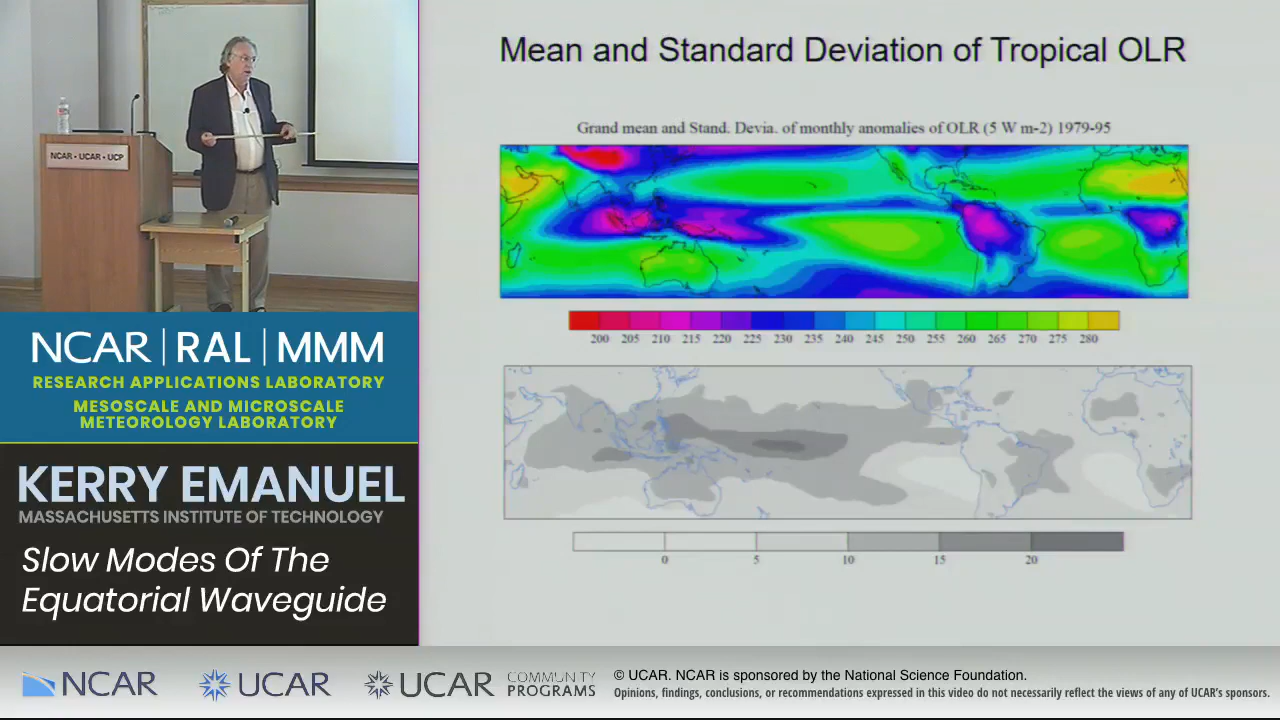 NCAR • UCAR • UCP
NCAR | RAL | MMM
RESEARCH APPLICATIONS LABORATORY
MESOSCALE AND MICROSCALE
METEOROLOGY LABORATORY
KERRY EMANUEL
MASSACHUSETTS INSTITUTE OF TECHNOLOGY
Slow Modes Of The
Equatorial Waveguide
Mean and Standard Deviation of Tropical OLR
Grand mean and Stand. Devia. of monthly anomalies of OLR (5 W m-2) 1979-95
200 205 210 215 220 225 230 235 240 245 250 255 260 265 270 275 280
0 5 10 15 20
NCAR
UCAR
UCAR
COMMUNITY
PROGRAMS
© UCAR. NCAR is sponsored by the National Science Foundation.
Opinions, findings, conclusions, or recommendations expressed in this video do not necessarily reflect the views of any of UCAR's sponsors.